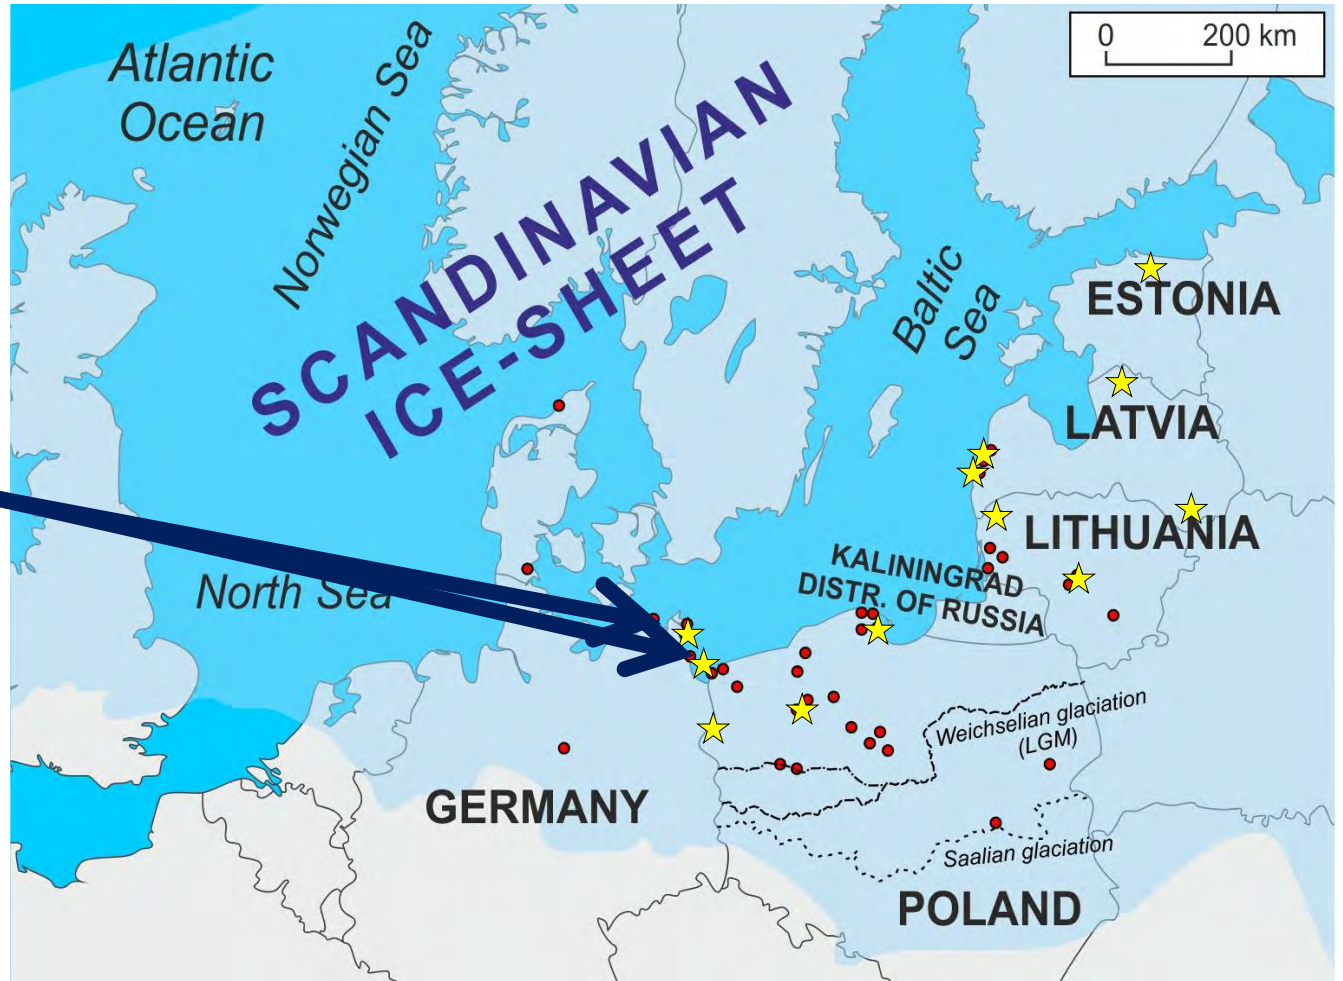 Atlantic
Ocean
Norwegian Sea
0 200 km
SCANDINAVIAN
ICE-SHEET
Baltic
Sea
ESTONIA
LATVIA
LITHUANIA
KALININGRAD
DISTR. OF RUSSIA
North Sea
Weichselian glaciation
(LGM)
GERMANY
Saalian glaciation
POLAND